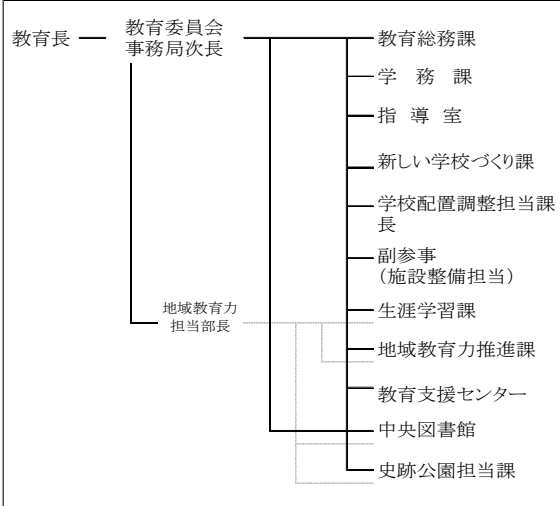 教育長
教育委員会
事務局次長
教育総務課
学 務 課
指 導 室
新しい学校づくり課
学校配置調整担当課
長
副参事
（施設整備担当）
地域教育力
担当部長
生涯学習課
地域教育力推進課
教育支援センター
中央図書館
史跡公園担当課